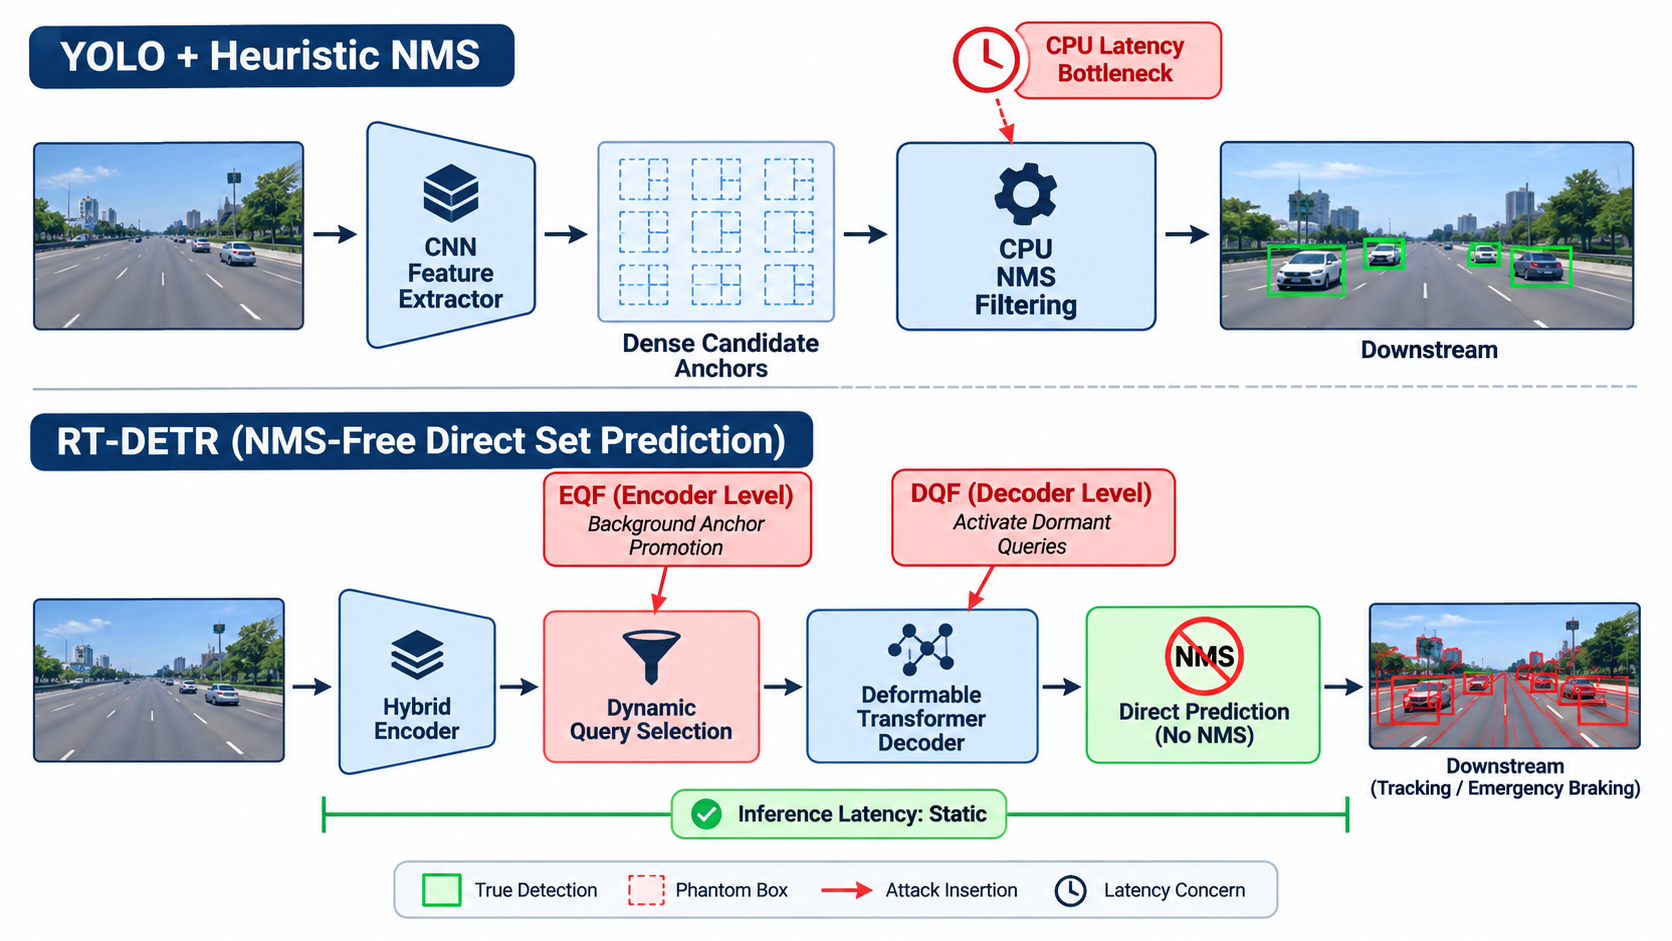 YOLO + Heuristic NMS
CPU Latency
Bottleneck
CNN
Feature
Extractor
Dense Candidate
Anchors
CPU
NMS
Filtering
Downstream
RT-DETR (NMS-Free Direct Set Prediction)
EQF (Encoder Level)
Background Anchor
Promotion
DQF (Decoder Level)
Activate Dormant
Queries
Hybrid
Encoder
Dynamic
Query Selection
Deformable
Transformer
Decoder
NMS
Direct Prediction
(No NMS)
Downstream
(Tracking / Emergency Braking)
Inference Latency: Static
True Detection
Phantom Box
Attack Insertion
Latency Concern